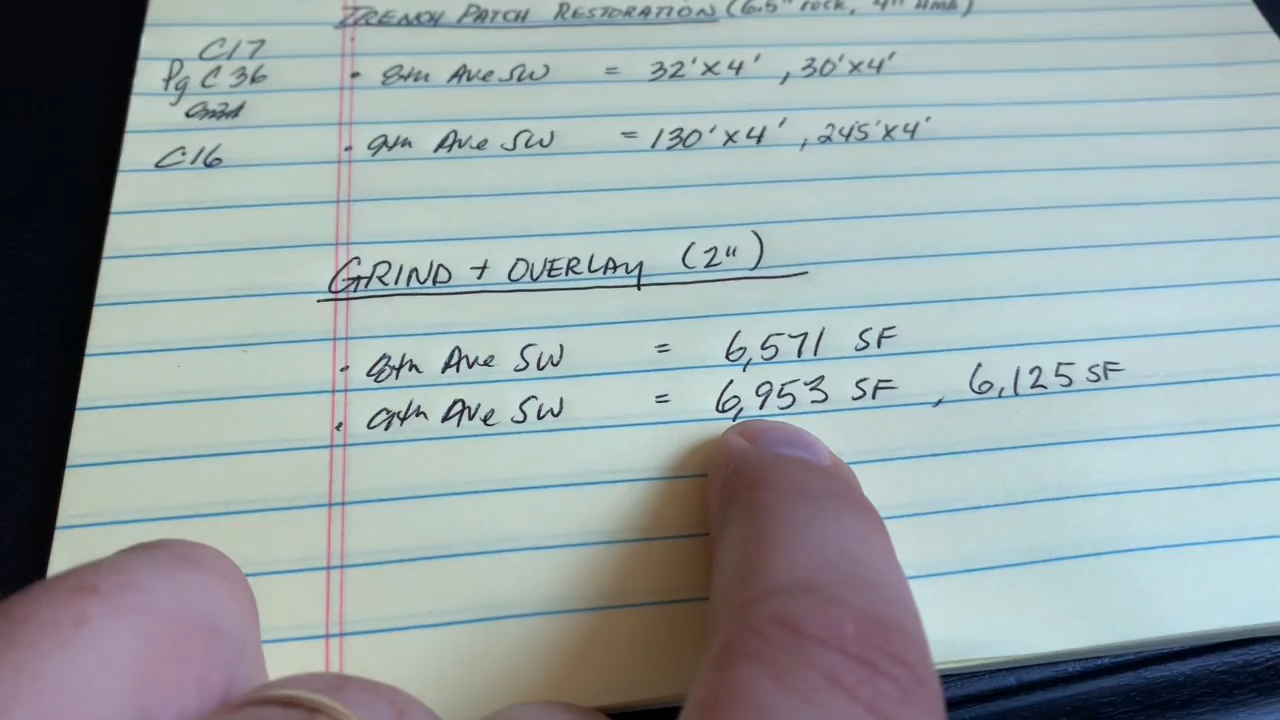 TRENCH PATCH RESTORATION (6.5" rock, 4" HMA)
C17
Pg C36 · 8th Ave SW = 32'x4', 30'x4'
C16 · 9th Ave SW = 130'x4', 245'x4'
GRIND + OVERLAY (2")
· 8th Ave SW = 6,571 SF
· 9th Ave SW = 6,953 SF, 6,125 SF